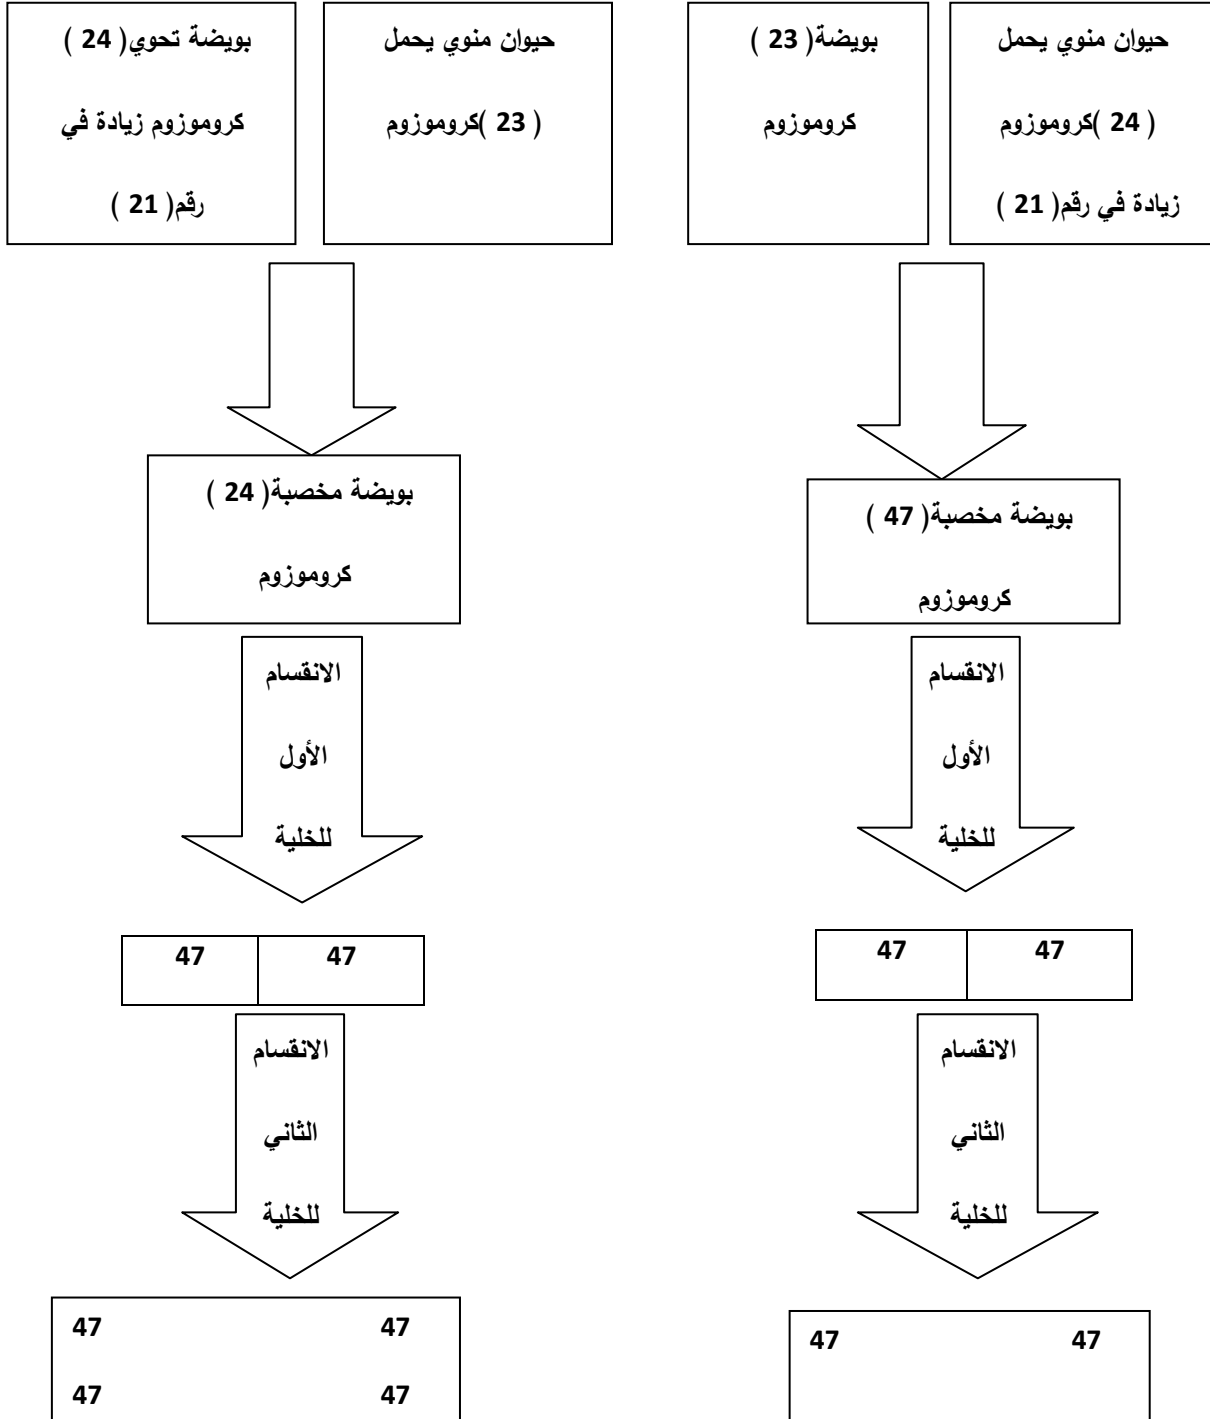 حيوان منوي يحمل
( 24 )كروموزوم
زيادة في رقم( 21 )
بويضة( 23 )
كروموزوم
حيوان منوي يحمل
( 23 )كروموزوم
بويضة تحوي( 24 )
كروموزوم زيادة في
رقم( 21 )
بويضة مخصبة( 47 )
كروموزوم
بويضة مخصبة( 24 )
كروموزوم
الانقسام
الأول
للخلية
الانقسام
الأول
للخلية
47 47
47 47
الانقسام
الثاني
للخلية
الانقسام
الثاني
للخلية
47 47
47 47
47 47